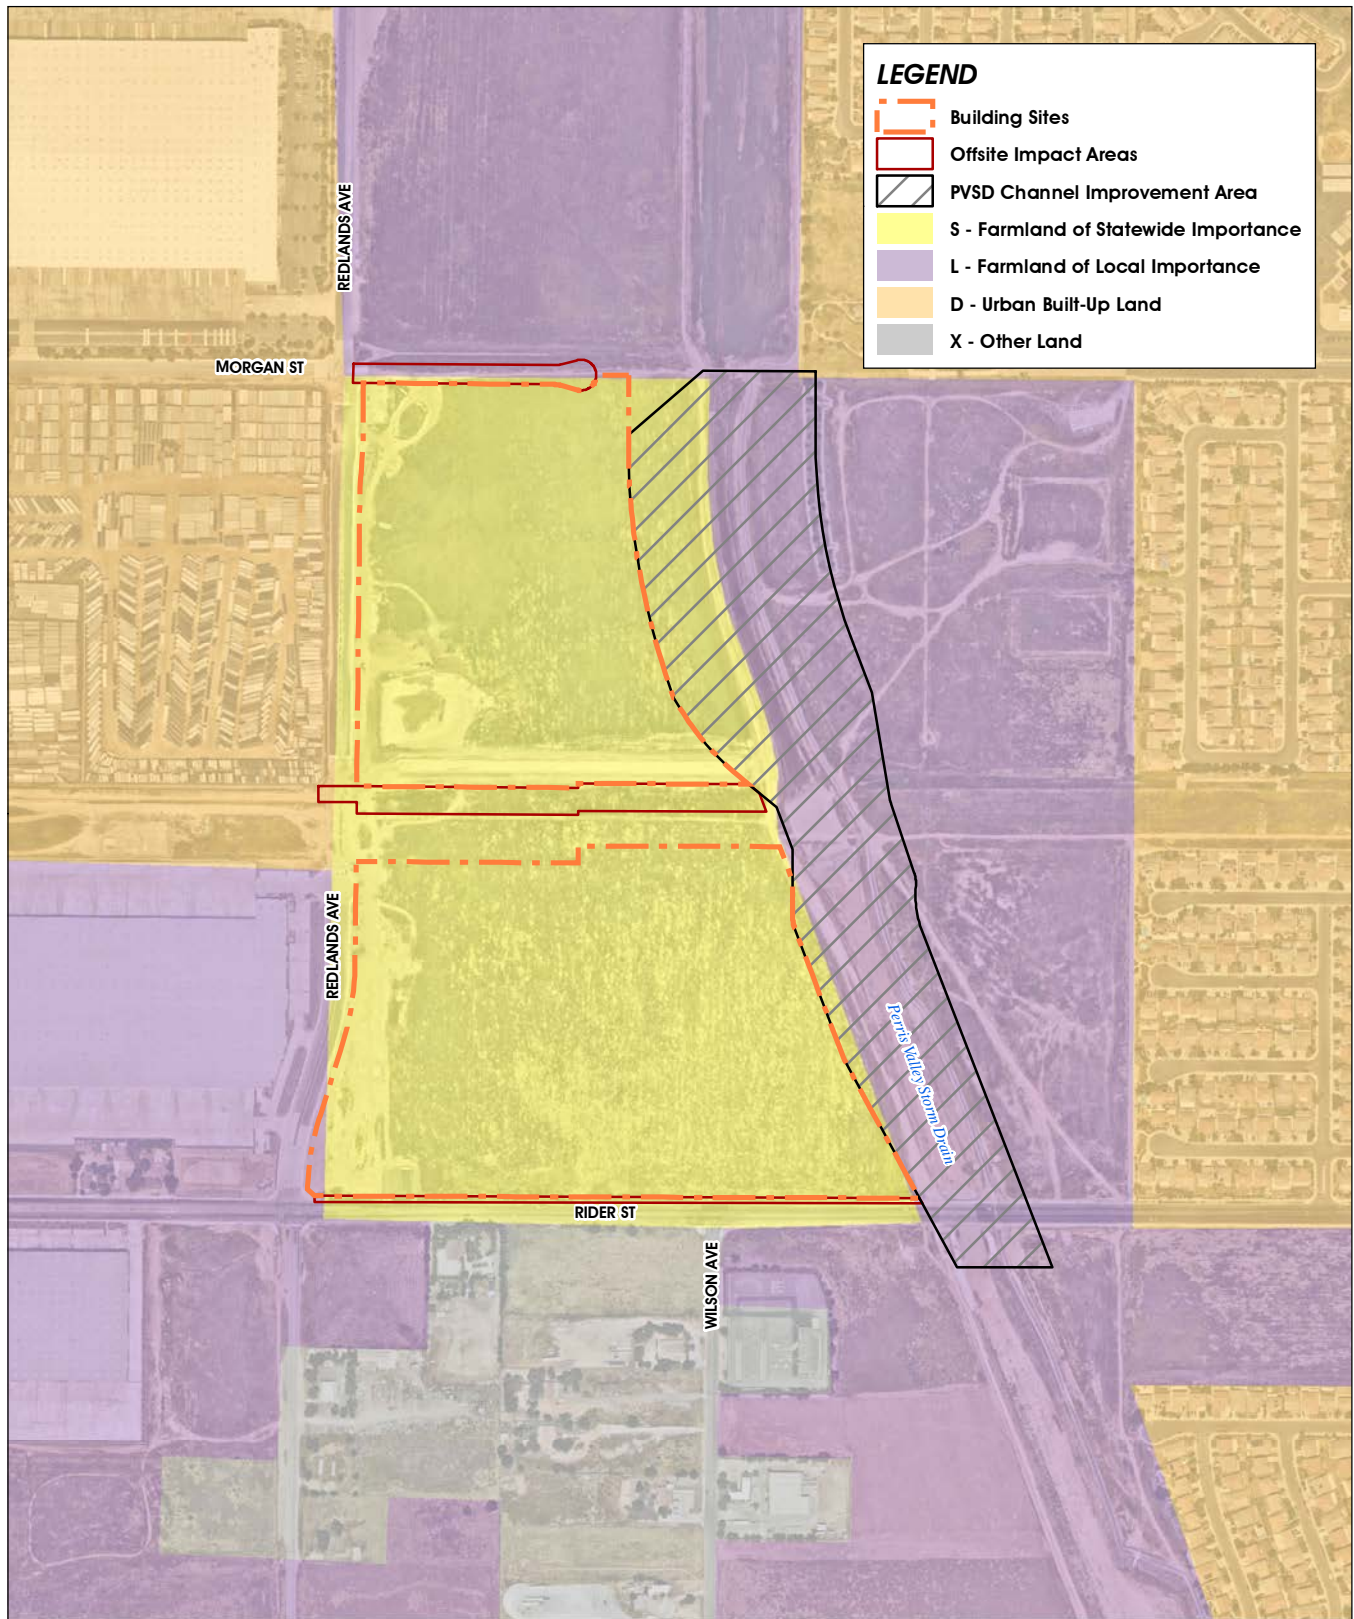 LEGEND
Building Sites
Offsite Impact Areas
PVSD Channel Improvement Area
S - Farmland of Statewide Importance
L - Farmland of Local Importance
D - Urban Built-Up Land
X - Other Land
REDLANDS AVE
MORGAN ST
REDLANDS AVE
Perris Valley Storm Drain
RIDER ST
WILSON AVE